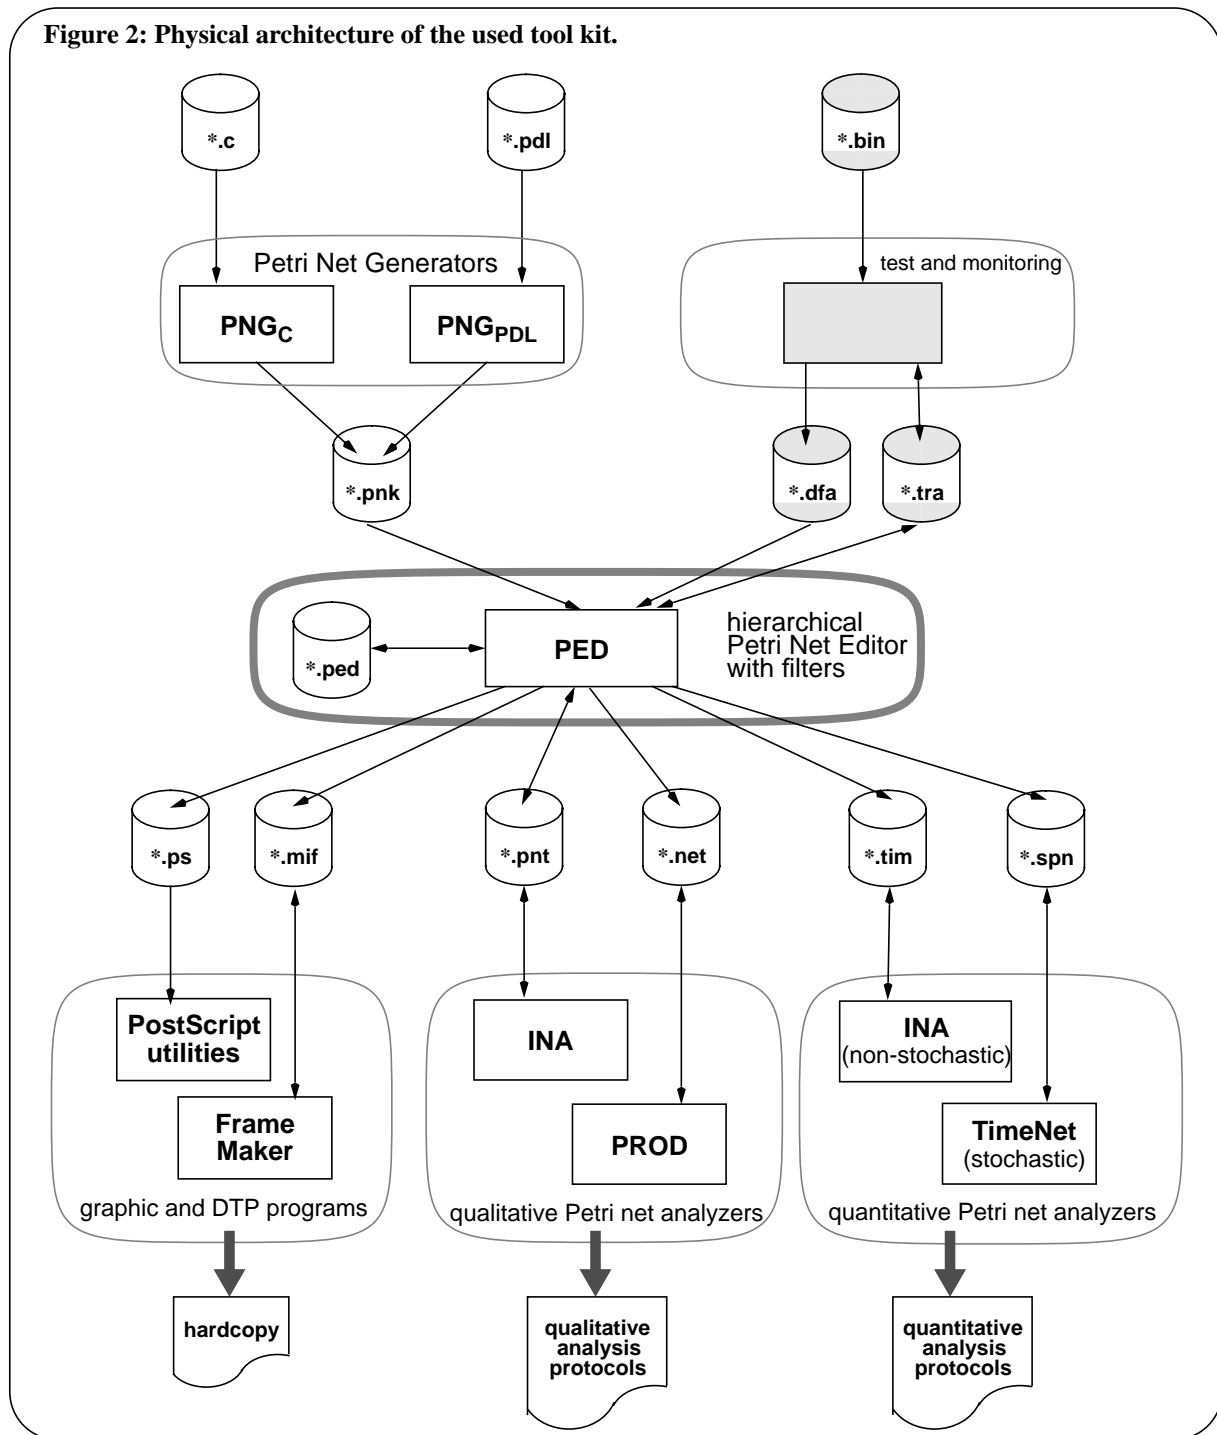 Figure 2: Physical architecture of the used tool kit.
*.c
*.pdl
*.bin
Petri Net Generators
test and monitoring
PNGC
PNGPDL
*.pnk
*.dfa
*.tra
*.ped
PED
hierarchical
Petri Net Editor
with filters
*.ps
*.mif
*.pnt
*.net
*.tim
*.spn
PostScript
utilities
Frame
Maker
graphic and DTP programs
INA
PROD
qualitative Petri net analyzers
INA
(non-stochastic)
TimeNet
(stochastic)
quantitative Petri net analyzers
hardcopy
qualitative
analysis
protocols
quantitative
analysis
protocols